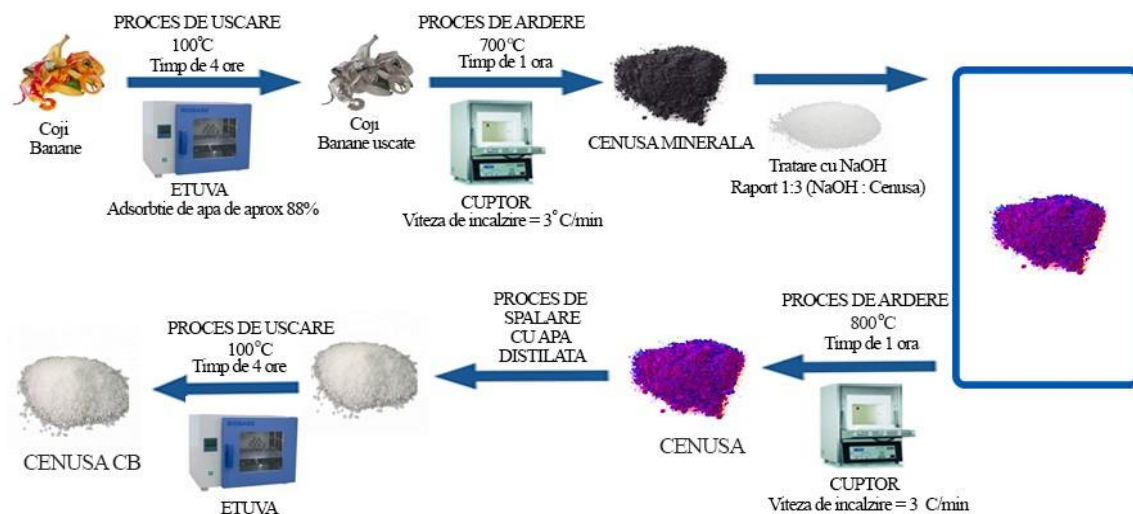 PROCES DE USCARE
100°C
Timp de 4 ore
Coji
Banane
ETUVA
Adsorbtie de apa de aprox 88%
Coji
Banane uscate
PROCES DE ARDERE
700°C
Timp de 1 ora
CUPTOR
Viteza de incalzire = 3°C/min
CENUSA MINERALA
Tratare cu NaOH
Raport 1:3 (NaOH : Cenusa)
PROCES DE ARDERE
800°C
Timp de 1 ora
CUPTOR
Viteza de incalzire = 3 C/min
CENUSA
PROCES DE
SPALARE
CU APA
DISTILATA
PROCES DE USCARE
100°C
Timp de 4 ore
ETUVA
CENUSA CB